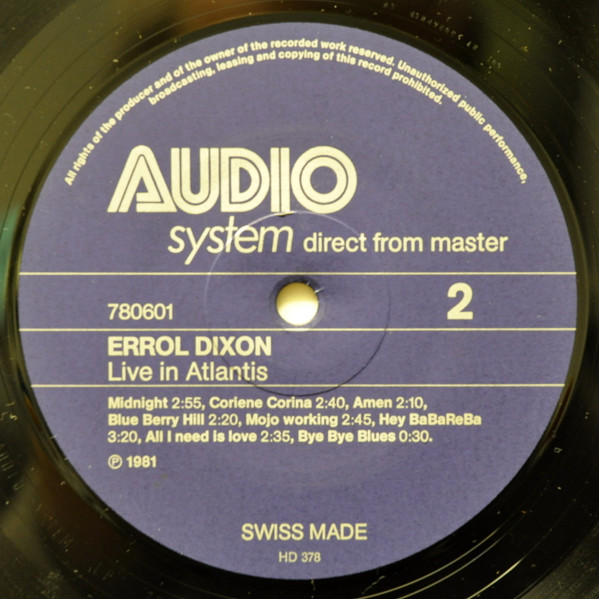 All rights of the producer and of the owner of the recorded work reserved. Unauthorized public performance,
broadcasting, leasing and copying of this record prohibited.
AUDIO
system direct from master
780601 2
ERROL DIXON
Live in Atlantis
Midnight 2:55, Corlene Corina 2:40, Amen 2:10,
Blue Berry Hill 2:20, Mojo working 2:45, Hey BaBaReBa
3:20, All I need is love 2:35, Bye Bye Blues 0:30.
℗ 1981
SWISS MADE
HD 378